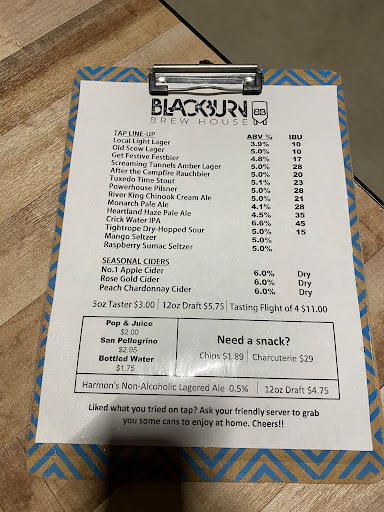 BLACKBURN
BREW HOUSE
BB
TAP LINE-UP ABV % IBU
Local Light Lager 3.9% 10
Old Scow Lager 5.0% 10
Get Festive Festbier 4.8% 17
Screaming Tunnels Amber Lager 5.0% 28
After the Campfire Rauchbier 5.0% 20
Tuxedo Time Stout 5.1% 23
Powerhouse Pilsner 5.0% 28
River King Chinook Cream Ale 5.0% 21
Monarch Pale Ale 4.1% 28
Heartland Haze Pale Ale 4.5% 35
Crick Water IPA 6.6% 45
Tightrope Dry-Hopped Sour 5.0% 15
Mango Seltzer 5.0%
Raspberry Sumac Seltzer 5.0%
SEASONAL CIDERS
No.1 Apple Cider 6.0% Dry
Rose Gold Cider 6.0% Dry
Peach Chardonnay Cider 6.0% Dry
5oz Taster $3.00 | 12oz Draft $5.75 | Tasting Flight of 4 $11.00
Pop & Juice
$2.00
San Pellegrino
$2.95
Bottled Water
$1.75
Need a snack?
Chips $1.89 | Charcuterie $29
Harmon's Non-Alcoholic Lagered Ale 0.5% | 12oz Draft $4.75
Liked what you tried on tap? Ask your friendly server to grab
you some cans to enjoy at home. Cheers!!